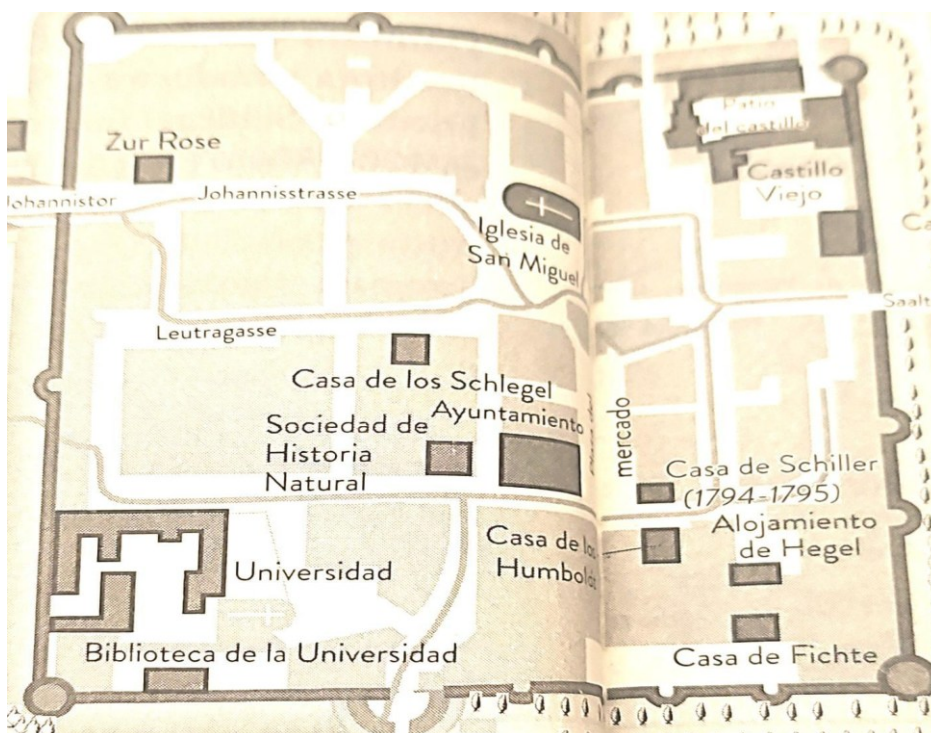 Patio
del castillo
Zur Rose
Castillo
Viejo
Johannistor
Johannisstrasse
Iglesia de
San Miguel
Saalt
Leutragasse
Casa de los Schlegel
Ayuntamiento
Sociedad de
Historia
Natural
mercado
Casa de Schiller
(1794-1795)
Casa de los
Humboldt
Alojamiento
de Hegel
Universidad
Biblioteca de la Universidad
Casa de Fichte